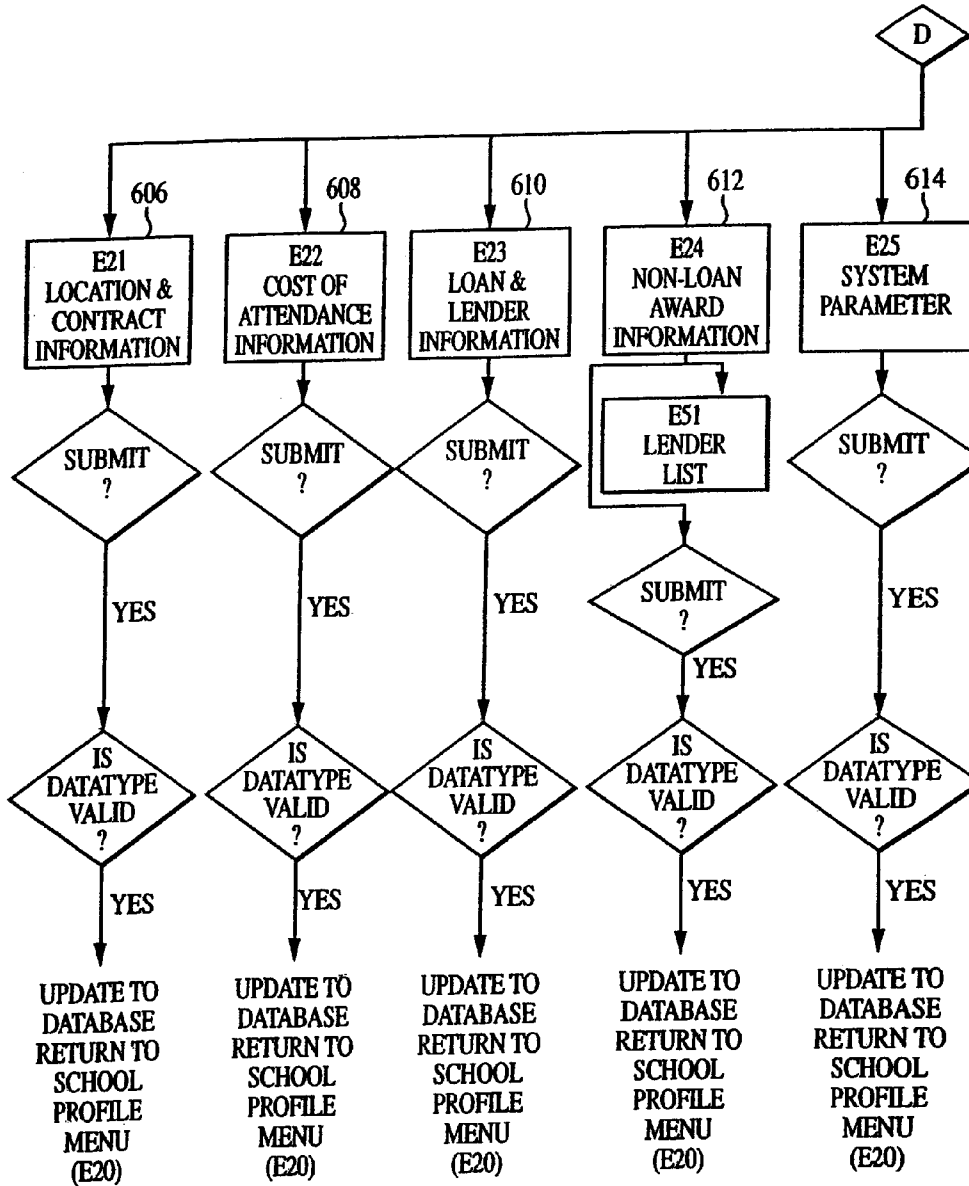 D
606
E21
LOCATION &
CONTRACT
INFORMATION
SUBMIT
?
YES
IS
DATATYPE
VALID
?
YES
UPDATE TO
DATABASE
RETURN TO
SCHOOL
PROFILE
MENU
(E20)
608
E22
COST OF
ATTENDANCE
INFORMATION
SUBMIT
?
YES
IS
DATATYPE
VALID
?
YES
UPDATE TO
DATABASE
RETURN TO
SCHOOL
PROFILE
MENU
(E20)
610
E23
LOAN &
LENDER
INFORMATION
SUBMIT
?
YES
IS
DATATYPE
VALID
?
YES
UPDATE TO
DATABASE
RETURN TO
SCHOOL
PROFILE
MENU
(E20)
612
E24
NON-LOAN
AWARD
INFORMATION
E51
LENDER
LIST
SUBMIT
?
YES
IS
DATATYPE
VALID
?
YES
UPDATE TO
DATABASE
RETURN TO
SCHOOL
PROFILE
MENU
(E20)
614
E25
SYSTEM
PARAMETER
SUBMIT
?
YES
IS
DATATYPE
VALID
?
YES
UPDATE TO
DATABASE
RETURN TO
SCHOOL
PROFILE
MENU
(E20)